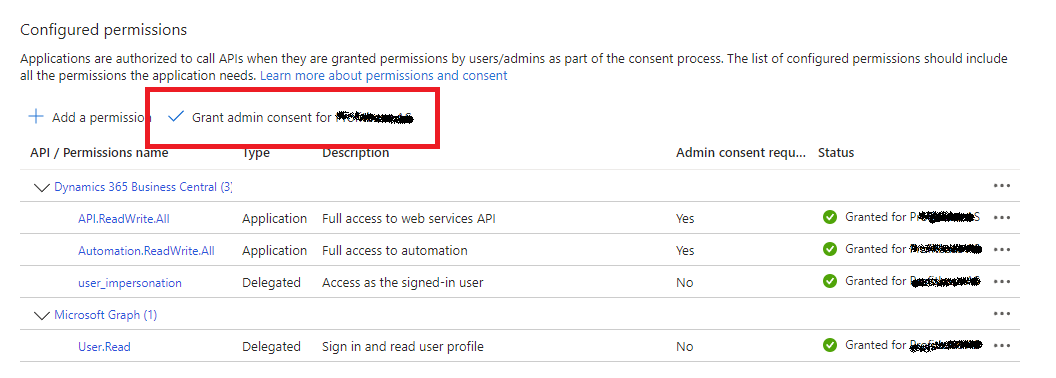 Configured permissions
Applications are authorized to call APIs when they are granted permissions by users/admins as part of the consent process. The list of configured permissions should include
all the permissions the application needs. Learn more about permissions and consent
Add a permission Grant admin consent for
API / Permissions name Type Description Admin consent requ... Status
Dynamics 365 Business Central (3)
API.ReadWrite.All Application Full access to web services API Yes Granted for
Automation.ReadWrite.All Application Full access to automation Yes Granted for
user_impersonation Delegated Access as the signed-in user No Granted for
Microsoft Graph (1)
User.Read Delegated Sign in and read user profile No Granted for